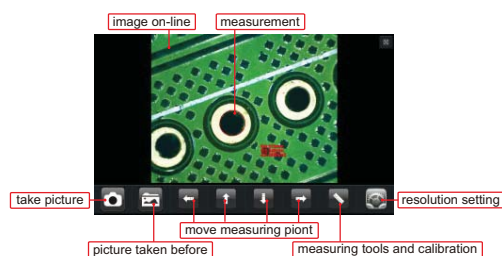 image on-line
measurement
take picture
resolution setting
move measuring piont
picture taken before
measuring tools and calibration